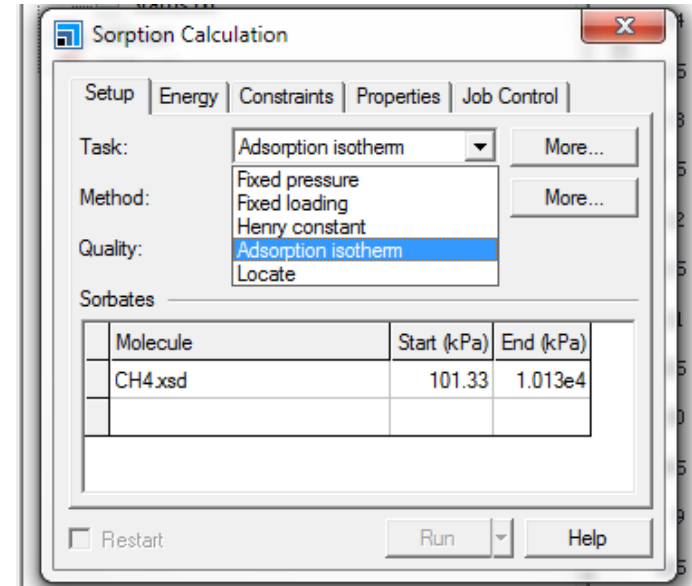 Sorption Calculation
Setup Energy Constraints Properties Job Control
Task: Adsorption isotherm More...
Fixed pressure
Method: Fixed loading More...
Henry constant
Quality: Adsorption isotherm
Locate
Sorbates
Molecule Start (kPa) End (kPa)
CH4.xsd 101.33 1.013e4
Restart Run Help